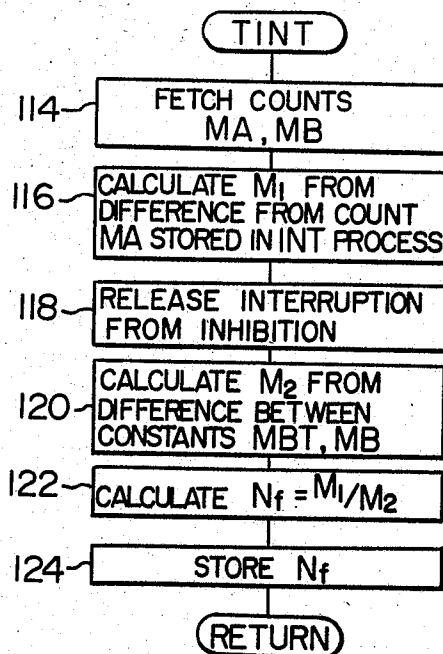 TINT
114
FETCH COUNTS
MA, MB
116
CALCULATE M₁ FROM
DIFFERENCE FROM COUNT
MA STORED IN INT PROCESS
118
RELEASE INTERRUPTION
FROM INHIBITION
120
CALCULATE M₂ FROM
DIFFERENCE BETWEEN
CONSTANTS MBT, MB
122
CALCULATE Nf = M₁/M₂
124
STORE Nf
RETURN